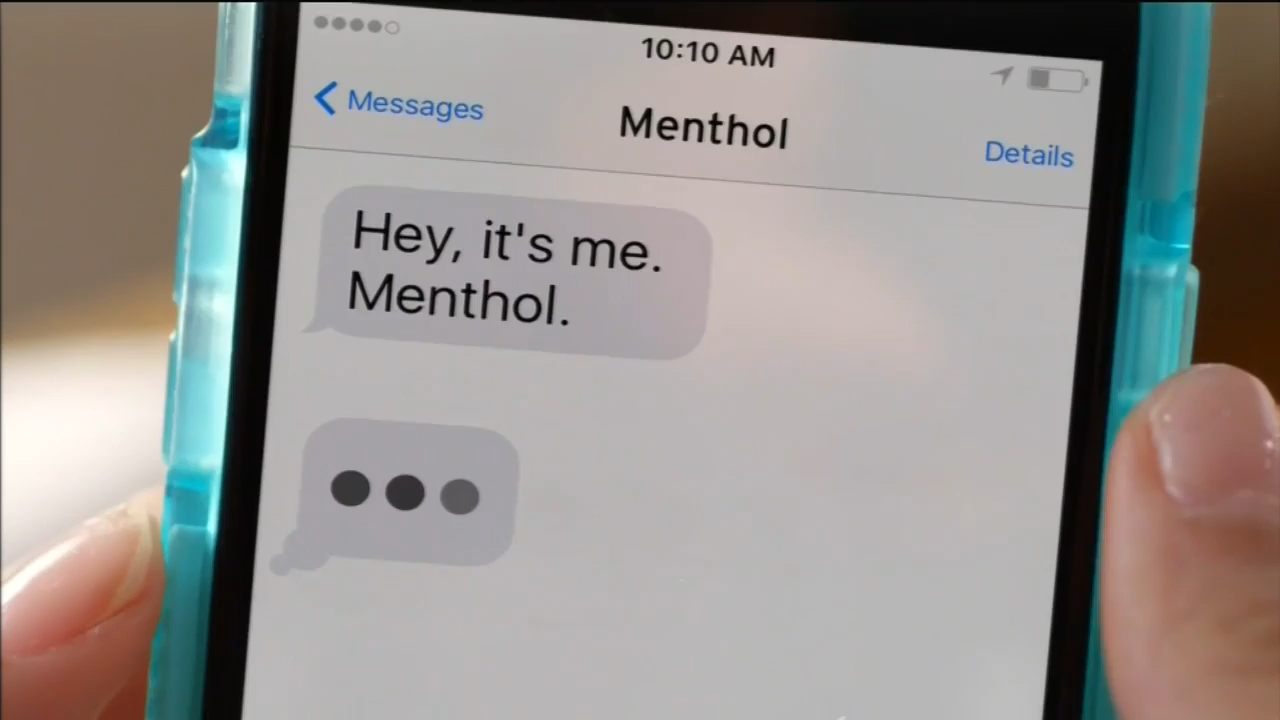 10:10 AM
Messages
Menthol
Details
Hey, it's me.
Menthol.